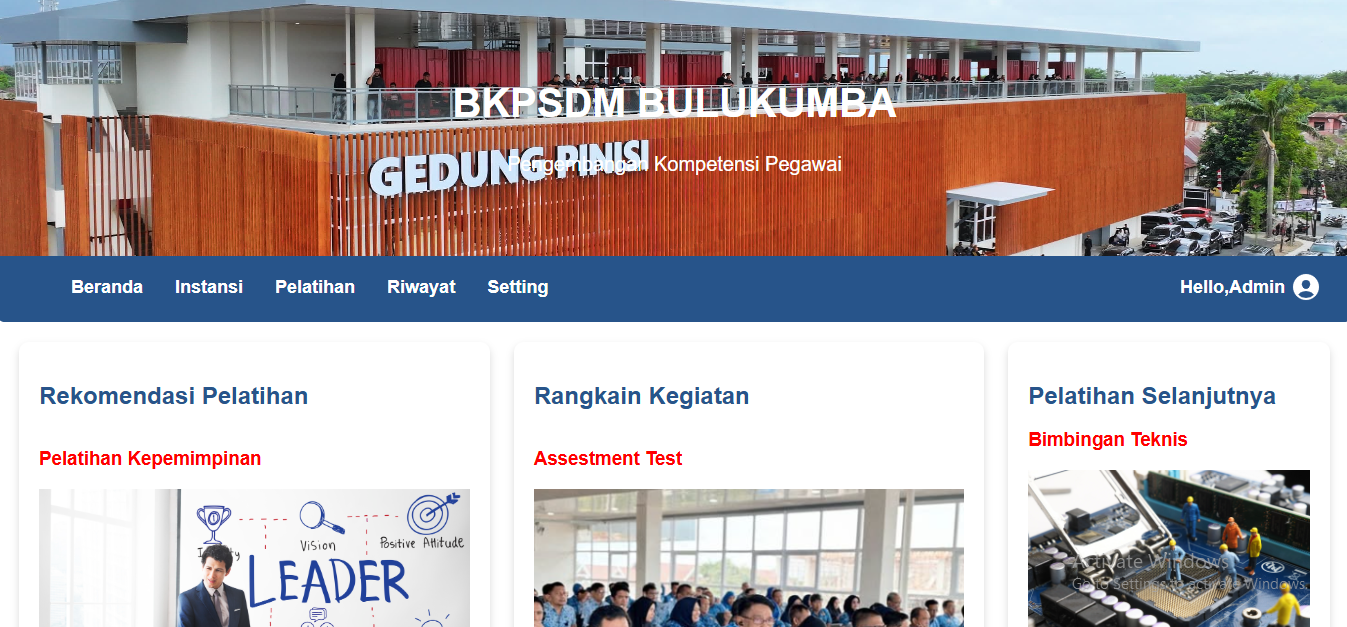 BKPSDM BULUKUMBA
GEDUNG PINISI
Pengembangan Kompetensi Pegawai
Beranda Instansi Pelatihan Riwayat Setting Hello,Admin
Rekomendasi Pelatihan
Pelatihan Kepemimpinan
Vision
Positive Attitude
LEADER
Rangkain Kegiatan
Assestment Test
Pelatihan Selanjutnya
Bimbingan Teknis
Activate Windows
Go to Settings to activate Windows.